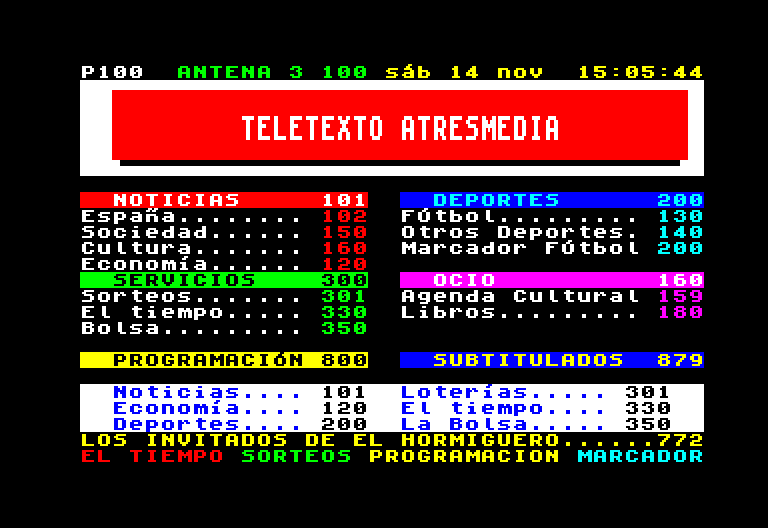 P100 ANTENA 3 100 sáb 14 nov 15:05:44
TELETEXTO ATRESMEDIA
NOTICIAS 101 DEPORTES 200
España........ 102 Fútbol......... 130
Sociedad...... 150 Otros Deportes. 140
Cultura....... 160 Marcador Fútbol 200
Economía...... 120
SERVICIOS 300 OCIO 160
Sorteos....... 301 Agenda Cultural 159
El tiempo..... 330 Libros......... 180
Bolsa......... 350
PROGRAMACIÓN 800 SUBTITULADOS 879
Noticias.... 101 Loterías..... 301
Economía.... 120 El tiempo.... 330
Deportes.... 200 La Bolsa..... 350
LOS INVITADOS DE EL HORMIGUERO......772
EL TIEMPO SORTEOS PROGRAMACION MARCADOR